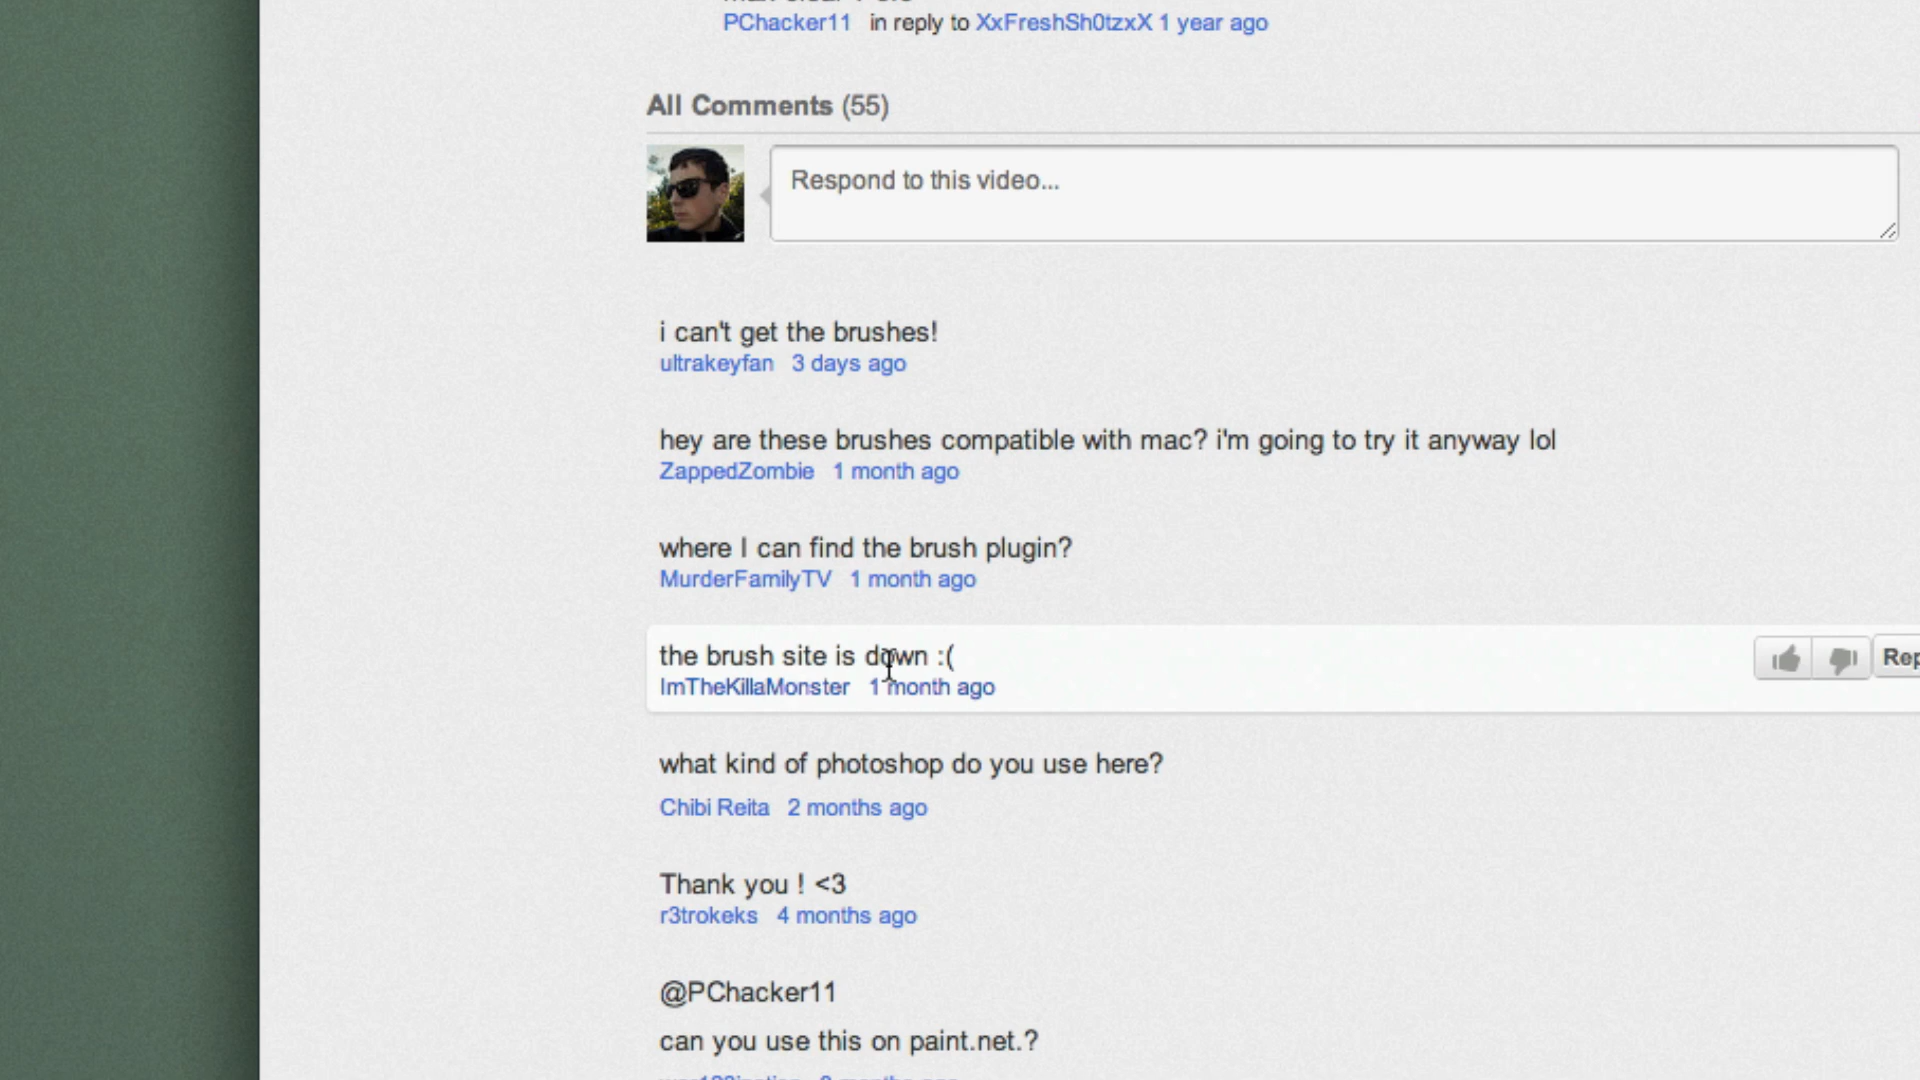 PChacker11 in reply to XxFreshSh0tzxX 1 year ago
All Comments (55)
Respond to this video...
i can't get the brushes!
ultrakeyfan 3 days ago
hey are these brushes compatible with mac? i'm going to try it anyway lol
ZappedZombie 1 month ago
where I can find the brush plugin?
MurderFamilyTV 1 month ago
the brush site is down :(
Rep
ImTheKillaMonster 1 month ago
what kind of photoshop do you use here?
Chibi Reita 2 months ago
Thank you ! <3
r3trokeks 4 months ago
@PChacker11
can you use this on paint.net.?